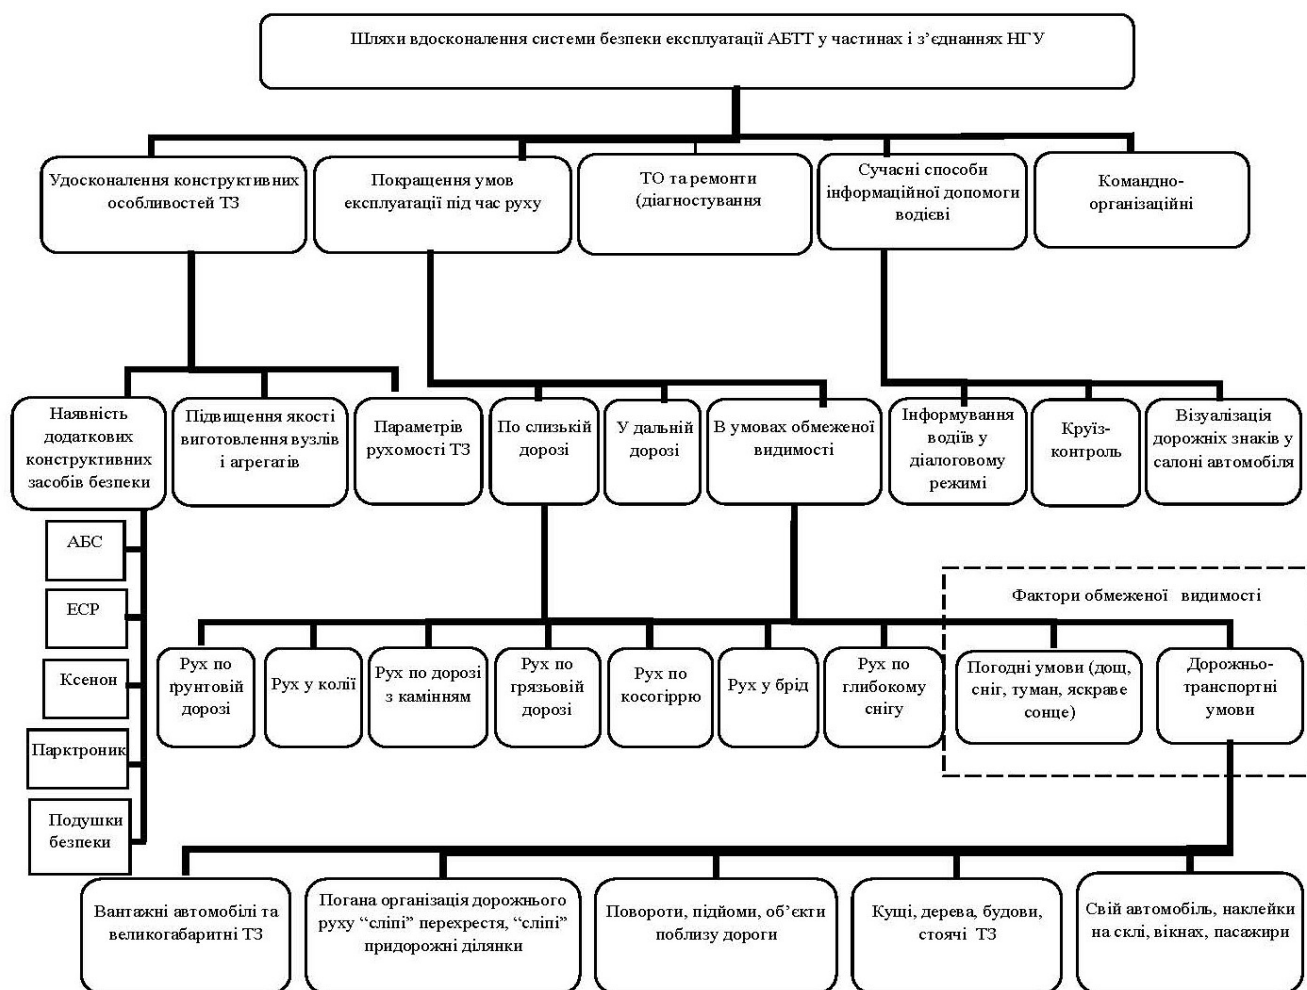 Шляхи вдосконалення системи безпеки експлуатації АБТТ у частинах і з’єднаннях НГУ
Удосконалення конструктивних
особливостей ТЗ
Покращення умов
експлуатації під час руху
ТО та ремонти
(діагностування
Сучасні способи
інформаційної допомоги
водієві
Командно-
організаційні
Наявність
додаткових
конструктивних
засобів безпеки
Підвищення якості
виготовлення вузлів
і агрегатів
Параметрів
рухомості ТЗ
По слизькій
дорозі
У дальній
дорозі
В умовах обмеженої
видимості
Інформування
водіїв у
діалоговому
режимі
Круїз-
контроль
Візуалізація
дорожніх знаків у
салоні автомобіля
АБС
ЕСР
Ксенон
Парктроник
Подушки
безпеки
Фактори обмеженої видимості
Рух по
ґрунтовій
дорозі
Рух у колії
Рух по дорозі
з камінням
Рух по
грязьовій
дорозі
Рух по
косогіррю
Рух у брід
Рух по
глибокому
снігу
Погодні умови (дощ,
сніг, туман, яскраве
сонце)
Дорожньо-
транспортні
умови
Вантажні автомобілі та
великогабаритні ТЗ
Погана організація дорожнього
руху “сліпі” перехрестя, “сліпі”
придорожні ділянки
Повороти, підйоми, об’єкти
поблизу дороги
Кущі, дерева, будови,
стоячі ТЗ
Свій автомобіль, наклейки
на склі, вікнах, пасажири